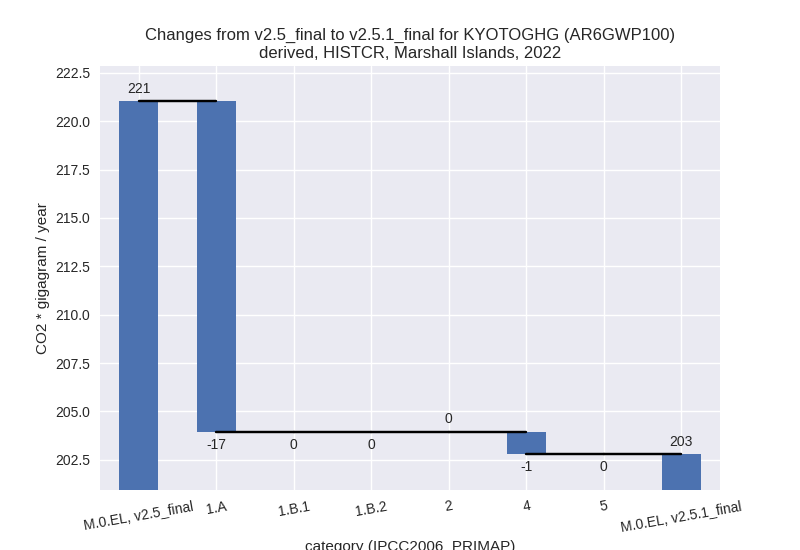 Changes from v2.5_final to v2.5.1_final for KYOTOGHG (AR6GWP100)
derived, HISTCR, Marshall Islands, 2022
CO2 * gigagram / year
222.5
220.0
217.5
215.0
212.5
210.0
207.5
205.0
202.5
221
-17
0
0
0
-1
0
203
M.0.EL, v2.5_final
1.A
1.B.1
1.B.2
2
4
5
M.0.EL, v2.5.1_final
category (IPCC2006_PRIMAP)